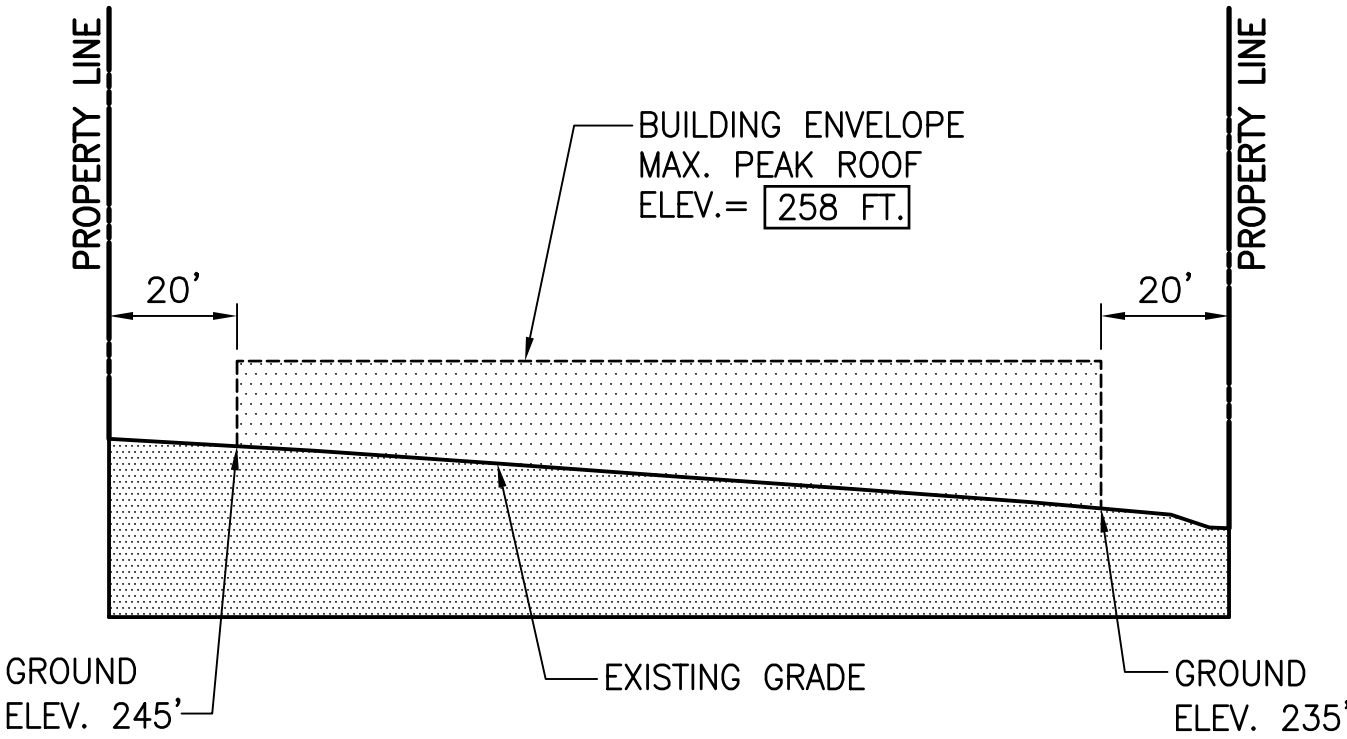 PROPERTY LINE
PROPERTY LINE
BUILDING ENVELOPE
MAX. PEAK ROOF
ELEV.= 258 FT.
20'
20'
GROUND
ELEV. 245'
EXISTING GRADE
GROUND
ELEV. 235'